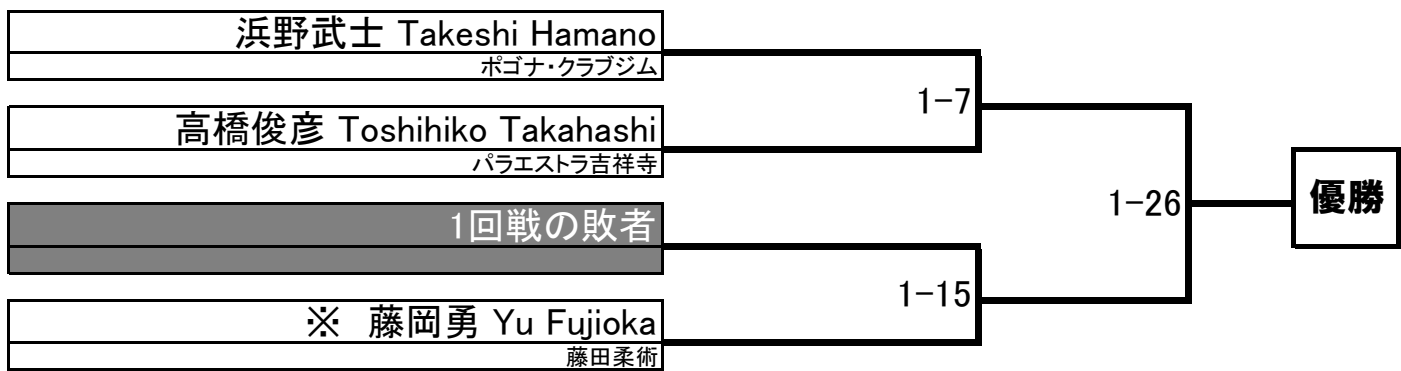 浜野武士 Takeshi Hamano
ポゴナ・クラブジム
1-7
高橋俊彦 Toshihiko Takahashi
パラエストラ吉祥寺
1-26
優勝
1回戦の敗者
1-15
※ 藤岡勇 Yu Fujioka
藤田柔術